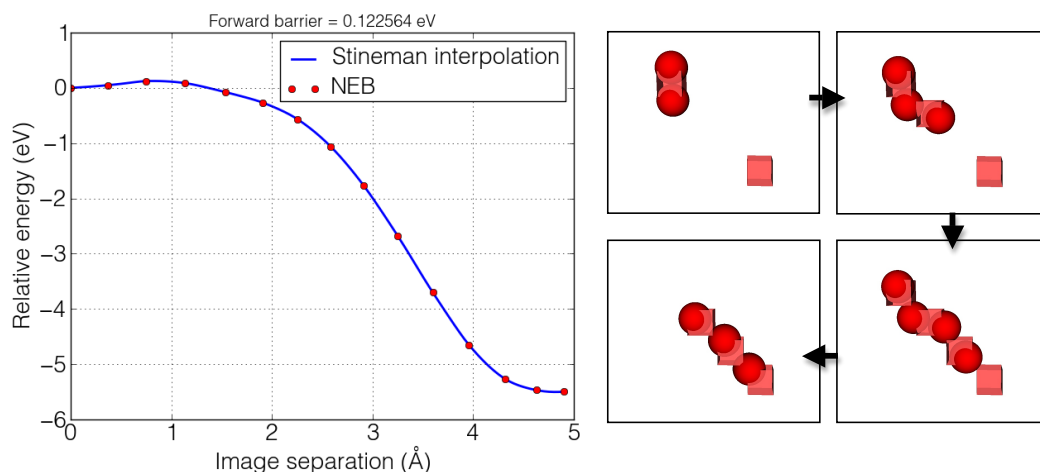 Forward barrier = 0.122564 eV
1
0
−1
−2
−3
−4
−5
−6
Relative energy (eV)
Stineman interpolation
NEB
0
1
2
3
4
5
Image separation (Å)